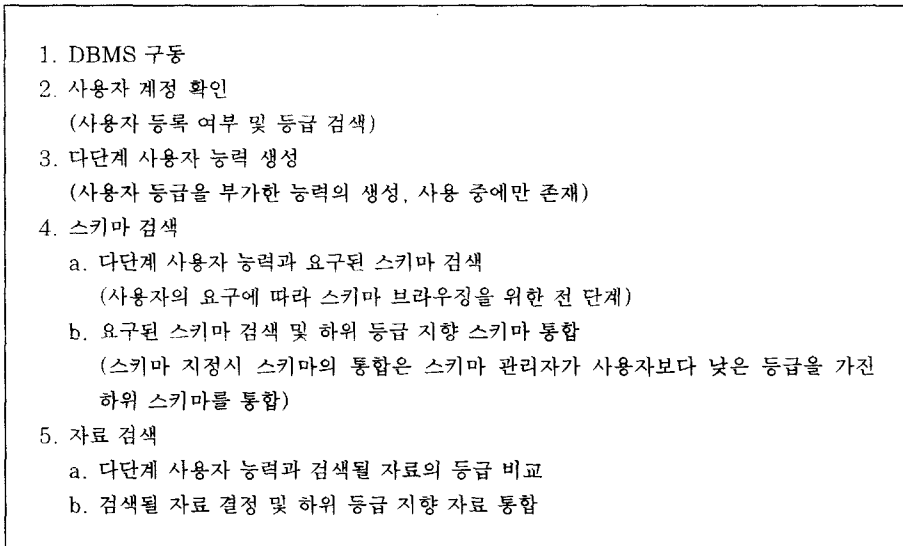 1. DBMS 구동
2. 사용자 계정 확인
(사용자 등록 여부 및 등급 검색)
3. 다단계 사용자 능력 생성
(사용자 등급을 부가한 능력의 생성, 사용 중에만 존재)
4. 스키마 검색
a. 다단계 사용자 능력과 요구된 스키마 검색
(사용자의 요구에 따라 스키마 브라우징을 위한 전 단계)
b. 요구된 스키마 검색 및 하위 등급 지향 스키마 통합
(스키마 지정시 스키마의 통합은 스키마 관리자가 사용자보다 낮은 등급을 가진
하위 스키마를 통합)
5. 자료 검색
a. 다단계 사용자 능력과 검색될 자료의 등급 비교
b. 검색될 자료 결정 및 하위 등급 지향 자료 통합